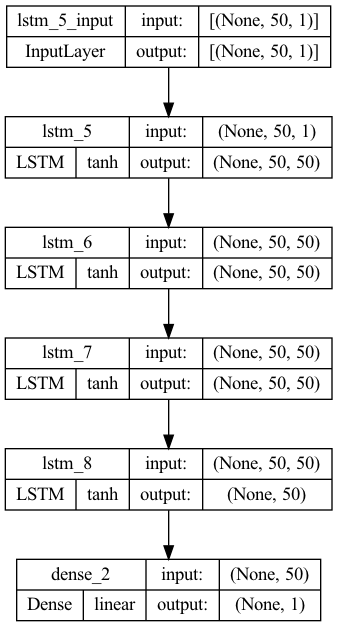 lstm_5_input input: [(None, 50, 1)]
InputLayer output: [(None, 50, 1)]
lstm_5 input: (None, 50, 1)
LSTM tanh output: (None, 50, 50)
lstm_6 input: (None, 50, 50)
LSTM tanh output: (None, 50, 50)
lstm_7 input: (None, 50, 50)
LSTM tanh output: (None, 50, 50)
lstm_8 input: (None, 50, 50)
LSTM tanh output: (None, 50)
dense_2 input: (None, 50)
Dense linear output: (None, 1)